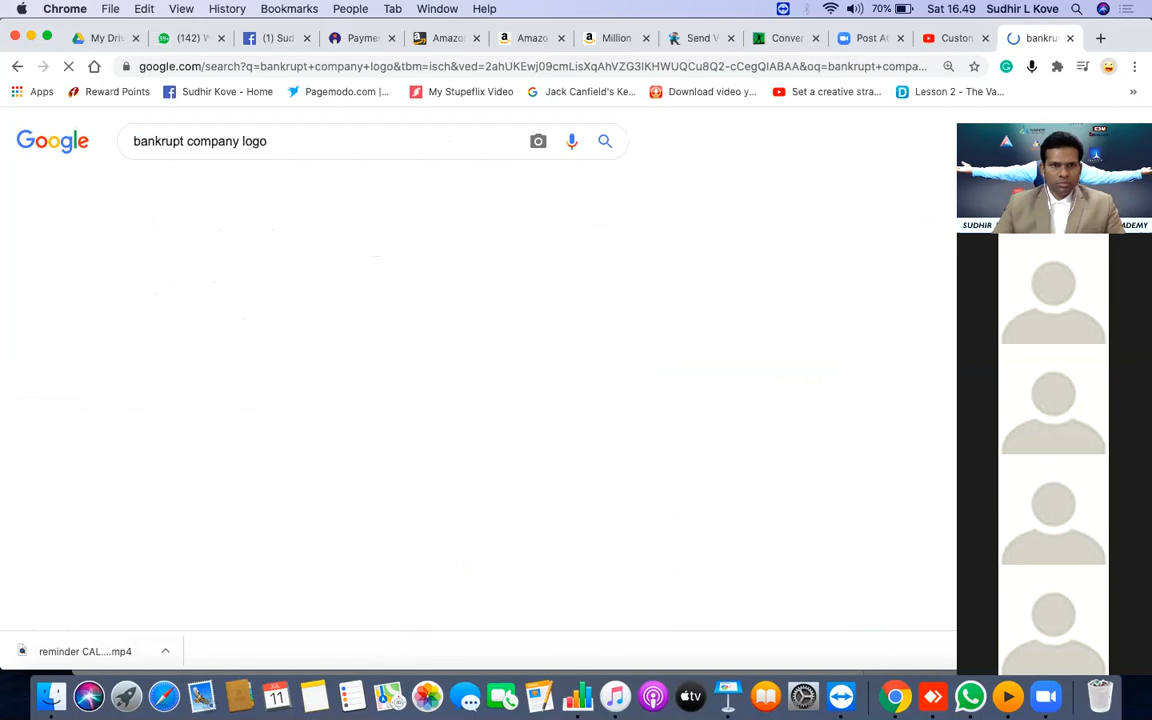 Chrome File Edit View History Bookmarks People Tab Window Help 70% Sat 16.49 Sudhir L Kove
My Driv (142) W (1) Sud Payme Amazo Amazo Million Send V Conver Post At Custon bankru
google.com/search?q=bankrupt+company+logo&tbm=isch&ved=2ahUKEwj09cmLisXqAhVZG3IKHWUQCu8Q2-cCegQIABAA&oq=bankrupt+compa...
Apps Reward Points Sudhir Kove - Home Pagemodo.com |... My Stupeflix Video Jack Canfield's Ke... Download video y... Set a creative stra... Lesson 2 - The Va... »
Google bankrupt company logo
SUDHIR ADEMY
reminder CAL....mp4
JUL
11
tv